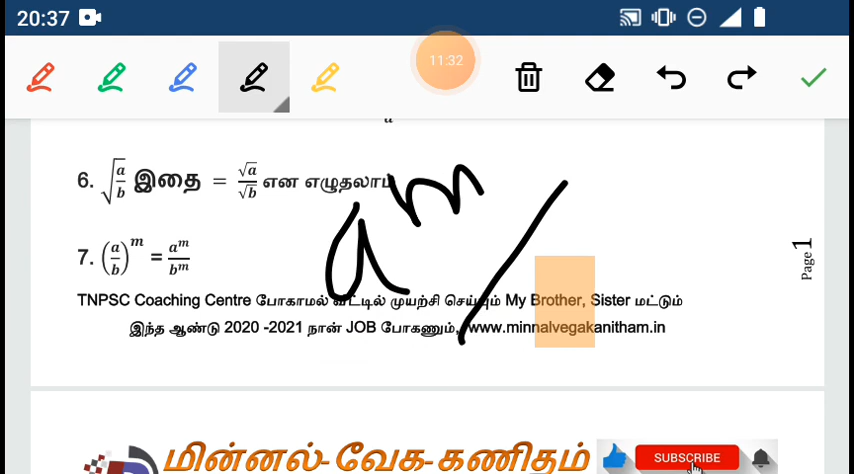 20:37
11:32
a
6. √(a/b) இதை = √a/√b என எழுதலாம்
a^m /
7. (a/b)^m = a^m/b^m
Page 1
TNPSC Coaching Centre போகாமல் வீட்டில் முயற்சி செய்யும் My Brother, Sister மட்டும்
இந்த ஆண்டு 2020 -2021 நான் JOB போகணும், www.minnalvegakanitham.in
மின்னல்-வேக-கணிதம்
SUBSCRIBE